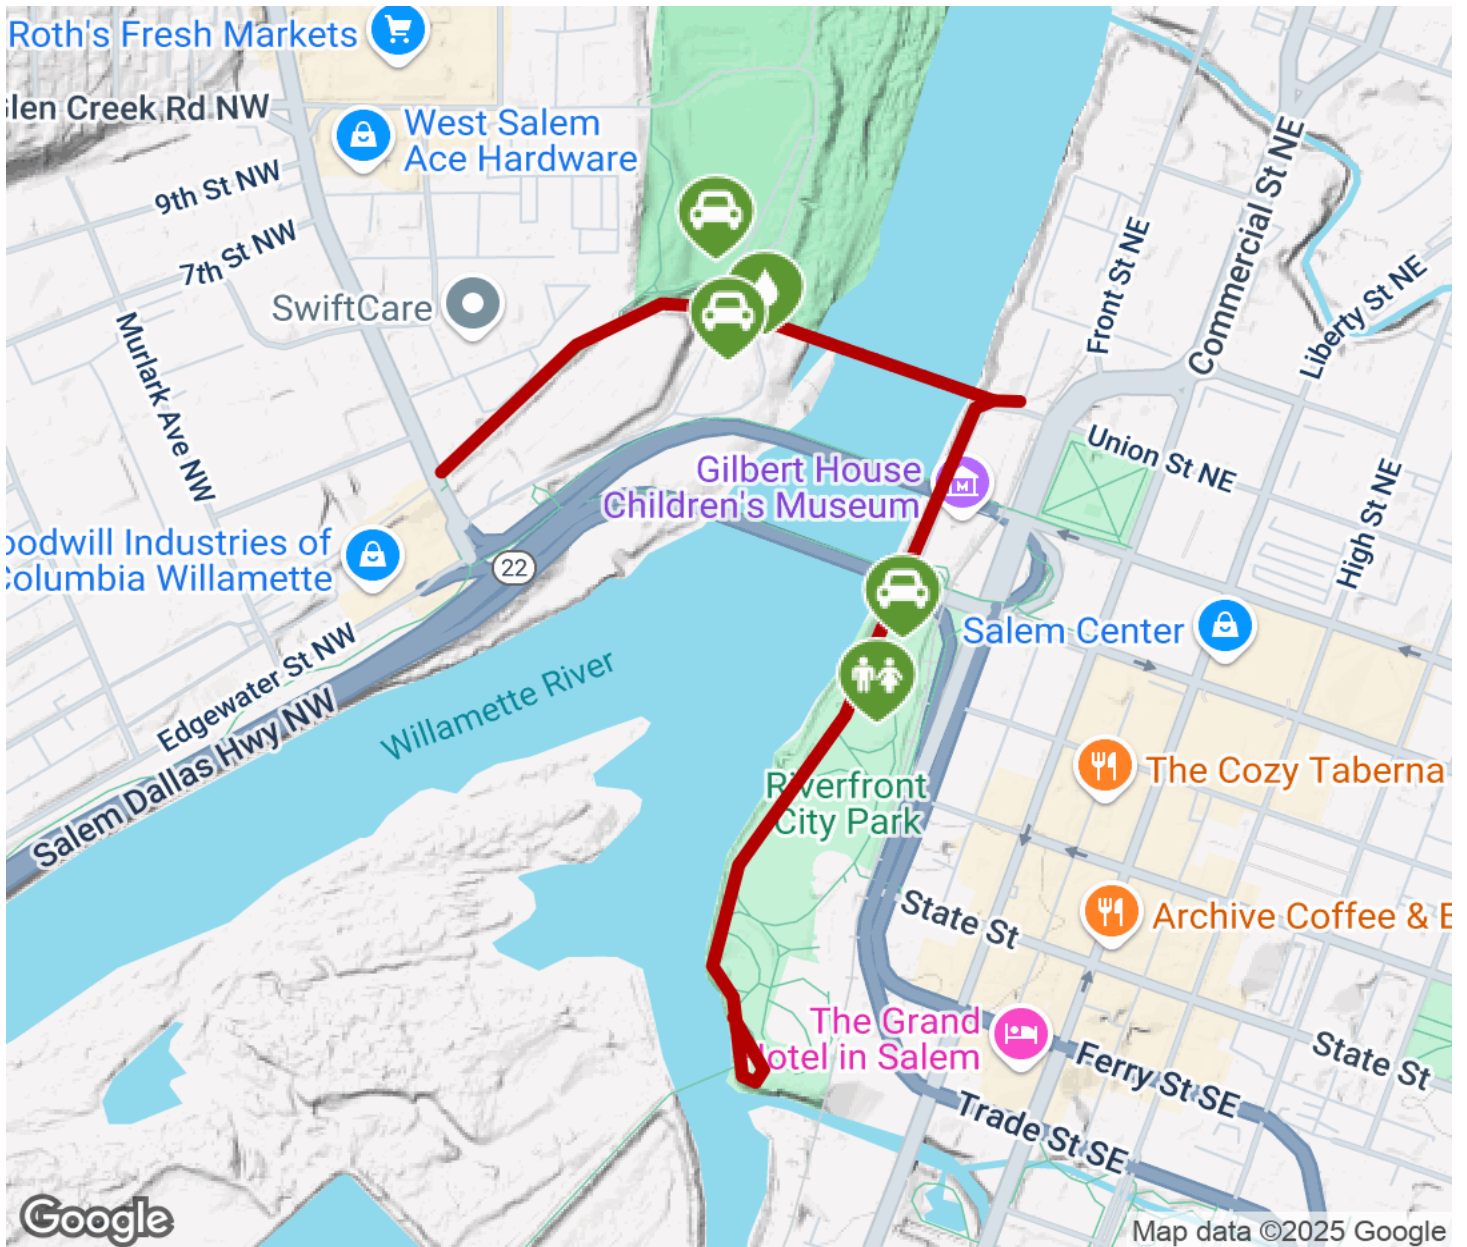 Roth's Fresh Markets
Glen Creek Rd NW
West Salem
Ace Hardware
9th St NW
7th St NW
SwiftCare
Murlark Ave NW
Front St NE
Commercial St NE
Liberty St NE
Union St NE
High St NE
Gilbert House
Children's Museum
oodwill Industries of
Columbia Willamette
22
Edgewater St NW
Salem Dallas Hwy NW
Willamette River
Salem Center
The Cozy Taberna
Riverfront
City Park
State St
Archive Coffee & B
The Grand
Hotel in Salem
Ferry St SE
State St
Trade St SE
Google
Map data ©2025 Google